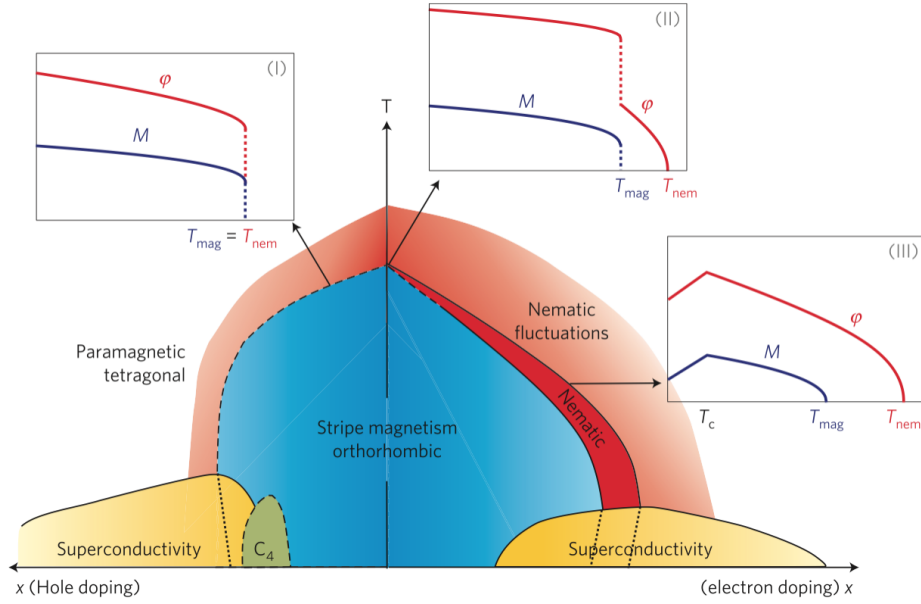 (I)
φ
M
T_mag = T_nem
(II)
M
φ
T_mag
T_nem
T
(III)
φ
M
T_c
T_mag
T_nem
Nematic
fluctuations
Paramagnetic
tetragonal
Nematic
Stripe magnetism
orthorhombic
Superconductivity
C₄
Superconductivity
x (Hole doping)
(electron doping) x